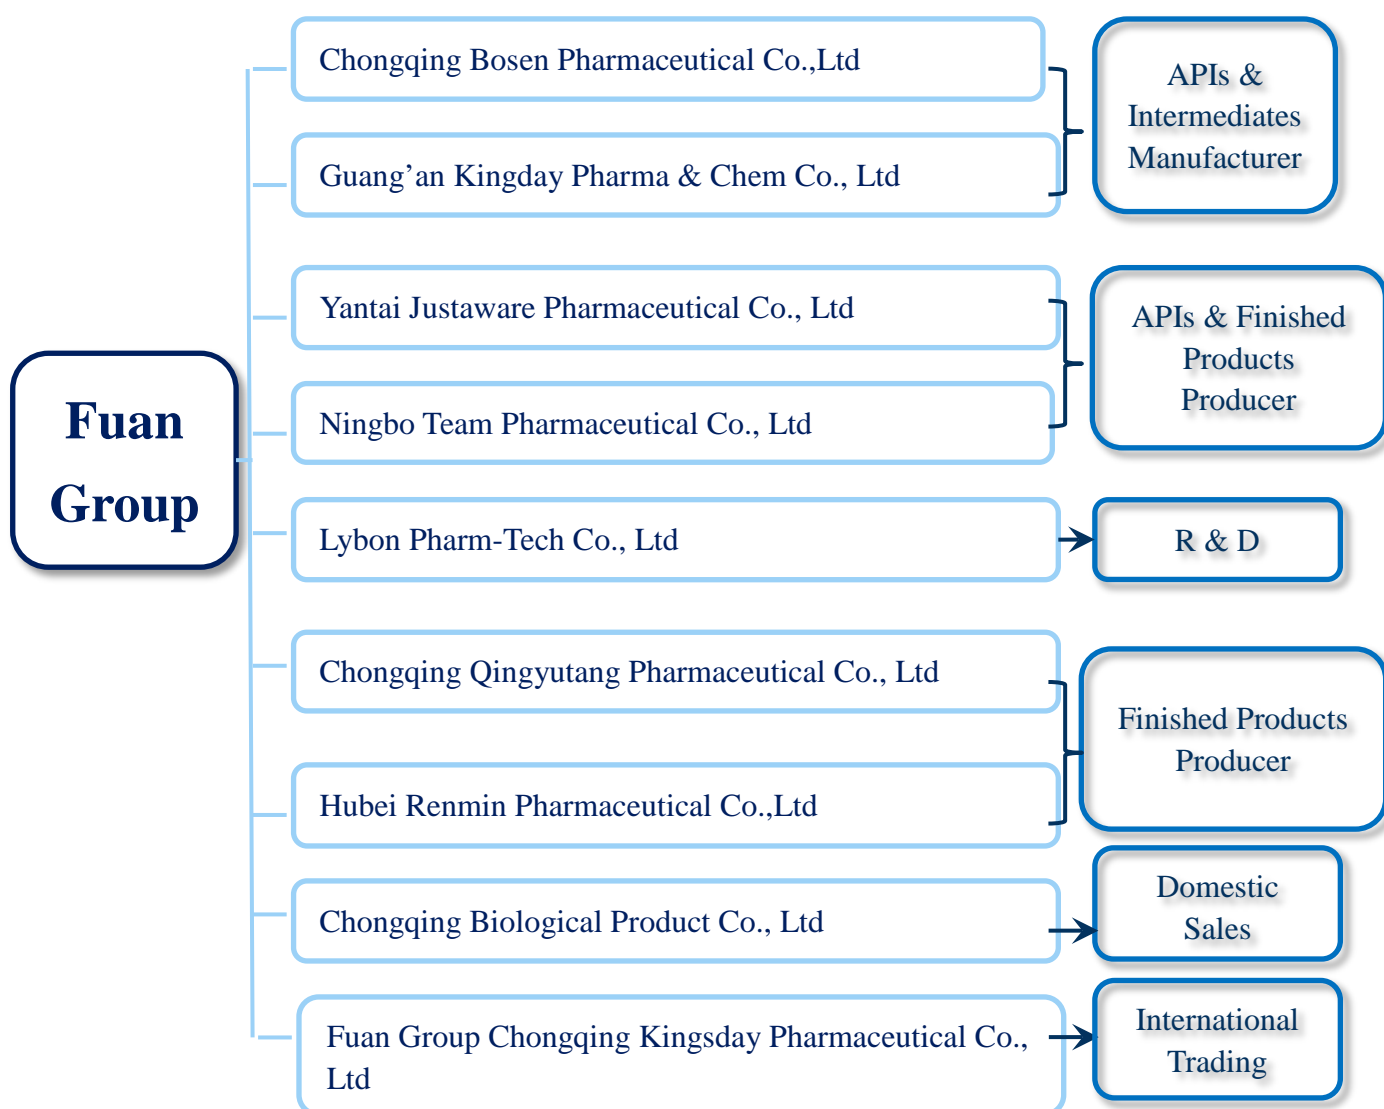 Chongqing Bosen Pharmaceutical Co.,Ltd
APIs &
Intermediates
Manufacturer
Guang’an Kingday Pharma & Chem Co., Ltd
Yantai Justaware Pharmaceutical Co., Ltd
APIs & Finished
Products
Producer
Ningbo Team Pharmaceutical Co., Ltd
Fuan
Group
Lybon Pharm-Tech Co., Ltd
R & D
Chongqing Qingyutang Pharmaceutical Co., Ltd
Finished Products
Producer
Hubei Renmin Pharmaceutical Co.,Ltd
Chongqing Biological Product Co., Ltd
Domestic
Sales
Fuan Group Chongqing Kingsday Pharmaceutical Co.,
Ltd
International
Trading